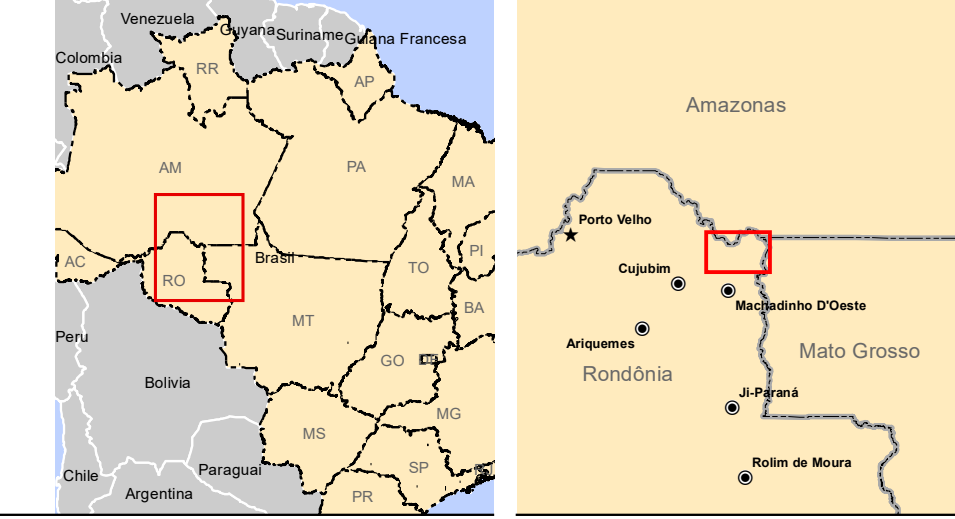 Venezuela
Guyana
Suriname
Guiana Francesa
Colombia
RR
AP
AM
PA
MA
Brasil
PI
AC
TO
RO
BA
MT
Peru
GO
DF
Bolivia
MG
MS
SP
RJ
Paraguai
Chile
Argentina
PR
Amazonas
Porto Velho
Cujubim
Machadinho D'Oeste
Ariquemes
Mato Grosso
Rondônia
Ji-Paraná
Rolim de Moura